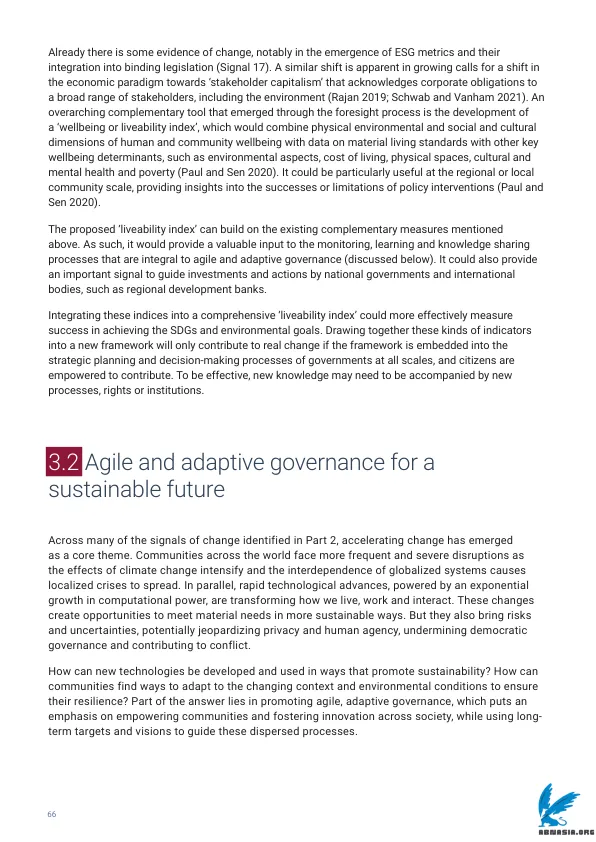 Already there is some evidence of change, notably in the emergence of ESG metrics and their
integration into binding legislation (Signal 17). A similar shift is apparent in growing calls for a shift in
the economic paradigm towards ‘stakeholder capitalism’ that acknowledges corporate obligations to
a broad range of stakeholders, including the environment (Rajan 2019; Schwab and Vanham 2021). An
overarching complementary tool that emerged through the foresight process is the development of
a ‘wellbeing or liveability index’, which would combine physical environmental and social and cultural
dimensions of human and community wellbeing with data on material living standards with other key
wellbeing determinants, such as environmental aspects, cost of living, physical spaces, cultural and
mental health and poverty (Paul and Sen 2020). It could be particularly useful at the regional or local
community scale, providing insights into the successes or limitations of policy interventions (Paul and
Sen 2020).
The proposed ‘liveability index’ can build on the existing complementary measures mentioned
above. As such, it would provide a valuable input to the monitoring, learning and knowledge sharing
processes that are integral to agile and adaptive governance (discussed below). It could also provide
an important signal to guide investments and actions by national governments and international
bodies, such as regional development banks.
Integrating these indices into a comprehensive ‘liveability index’ could more effectively measure
success in achieving the SDGs and environmental goals. Drawing together these kinds of indicators
into a new framework will only contribute to real change if the framework is embedded into the
strategic planning and decision-making processes of governments at all scales, and citizens are
empowered to contribute. To be effective, new knowledge may need to be accompanied by new
processes, rights or institutions.
3.2 Agile and adaptive governance for a
sustainable future
Across many of the signals of change identified in Part 2, accelerating change has emerged
as a core theme. Communities across the world face more frequent and severe disruptions as
the effects of climate change intensify and the interdependence of globalized systems causes
localized crises to spread. In parallel, rapid technological advances, powered by an exponential
growth in computational power, are transforming how we live, work and interact. These changes
create opportunities to meet material needs in more sustainable ways. But they also bring risks
and uncertainties, potentially jeopardizing privacy and human agency, undermining democratic
governance and contributing to conflict.
How can new technologies be developed and used in ways that promote sustainability? How can
communities find ways to adapt to the changing context and environmental conditions to ensure
their resilience? Part of the answer lies in promoting agile, adaptive governance, which puts an
emphasis on empowering communities and fostering innovation across society, while using long-
term targets and visions to guide these dispersed processes.
66
ABNASIA.ORG